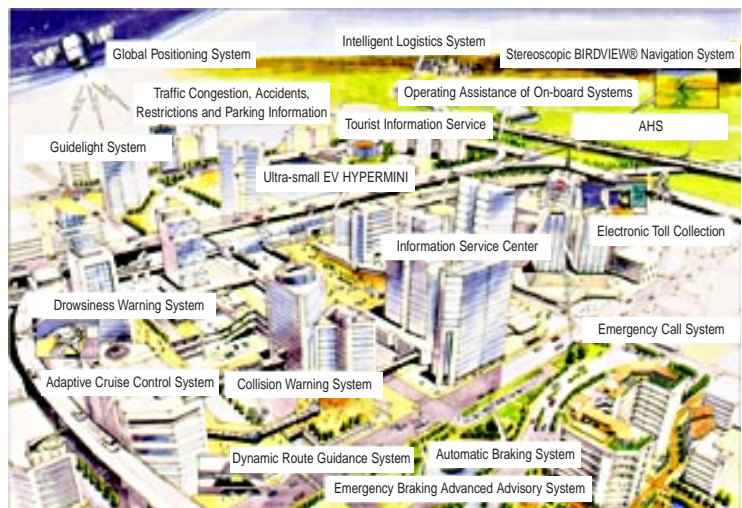 Intelligent Logistics System
Global Positioning System
Stereoscopic BIRDVIEW® Navigation System
Traffic Congestion, Accidents,
Restrictions and Parking Information
Operating Assistance of On-board Systems
Tourist Information Service
AHS
Guidelight System
Ultra-small EV HYPERMINI
Electronic Toll Collection
Information Service Center
Drowsiness Warning System
Emergency Call System
Adaptive Cruise Control System
Collision Warning System
Dynamic Route Guidance System
Automatic Braking System
Emergency Braking Advanced Advisory System